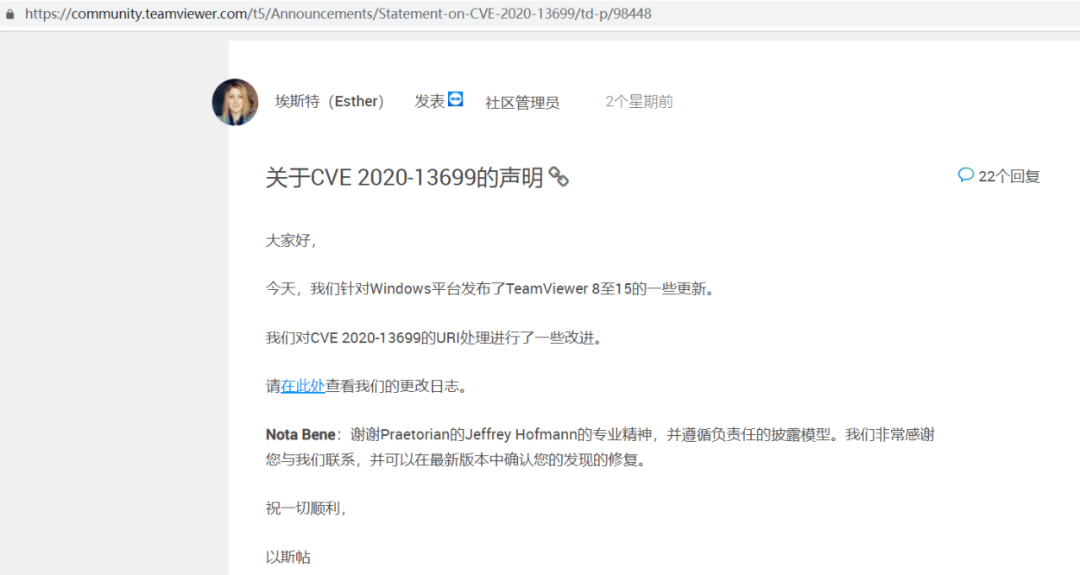 https://community.teamviewer.com/t5/Announcements/Statement-on-CVE-2020-13699/td-p/98448
埃斯特（Esther） 发表 社区管理员 2个星期前
关于CVE 2020-13699的声明 22个回复
大家好，
今天，我们针对Windows平台发布了TeamViewer 8至15的一些更新。
我们对CVE 2020-13699的URI处理进行了一些改进。
请在此处查看我们的更改日志。
Nota Bene：谢谢Praetorian的Jeffrey Hofmann的专业精神，并遵循负责任的披露模型。我们非常感谢
您与我们联系，并可以在最新版本中确认您的发现的修复。
祝一切顺利，
以斯帖